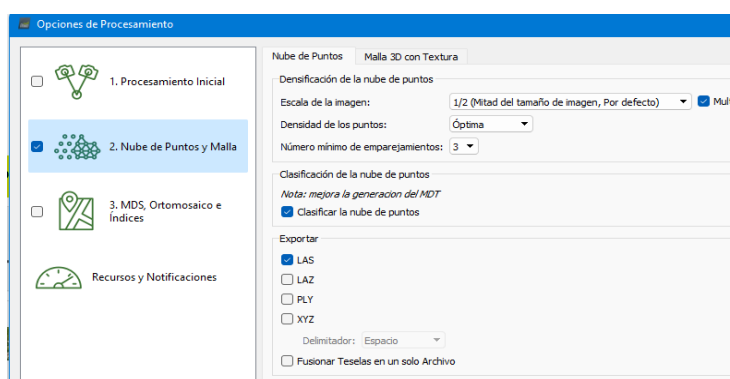 Opciones de Procesamiento
1. Procesamiento Inicial
2. Nube de Puntos y Malla
3. MDS, Ortomosaico e
Índices
Recursos y Notificaciones
Nube de Puntos
Malla 3D con Textura
Densificación de la nube de puntos
Escala de la imagen: 1/2 (Mitad del tamaño de imagen, Por defecto)
Densidad de los puntos: Óptima
Número mínimo de emparejamientos: 3
Clasificación de la nube de puntos
Nota: mejora la generacion del MDT
Clasificar la nube de puntos
Exportar
LAS
LAZ
PLY
XYZ
Delimitador: Espacio
Fusionar Teselas en un solo Archivo